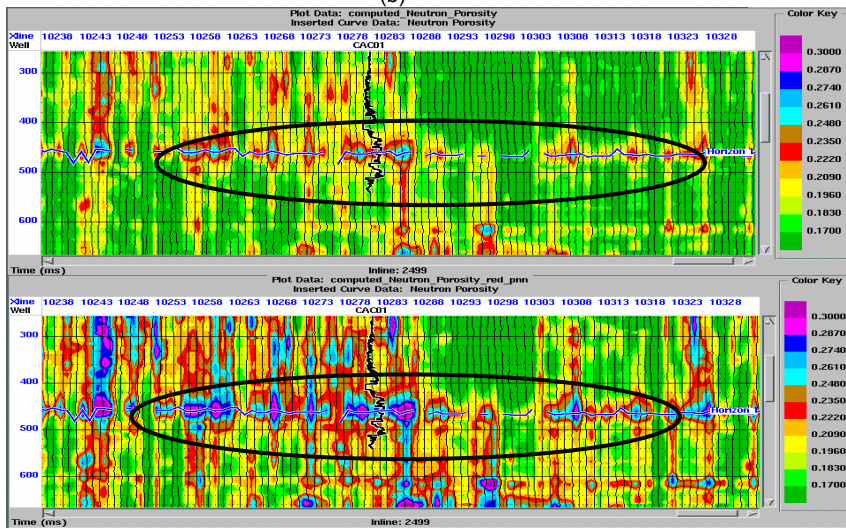 (b)
Plot Data: computed_Neutron_Porosity
Inserted Curve Data: Neutron Porosity
Color Key
Xline 10238 10243 10248 10253 10258 10263 10268 10273 10278 10283 10288 10293 10298 10303 10308 10313 10318 10323 10328
Well CAC01
300
400
500
600
Horizon 1
0.3000
0.2870
0.2740
0.2610
0.2480
0.2350
0.2220
0.2090
0.1960
0.1830
0.1700
Time (ms) Inline: 2499
Plot Data: computed_Neutron_Porosity_red_pnn
Inserted Curve Data: Neutron Porosity
Color Key
Xline 10238 10243 10248 10253 10258 10263 10268 10273 10278 10283 10288 10293 10298 10303 10308 10313 10318 10323 10328
Well CAC01
300
400
500
600
Horizon 1
0.3000
0.2870
0.2740
0.2610
0.2480
0.2350
0.2220
0.2090
0.1960
0.1830
0.1700
Time (ms) Inline: 2499